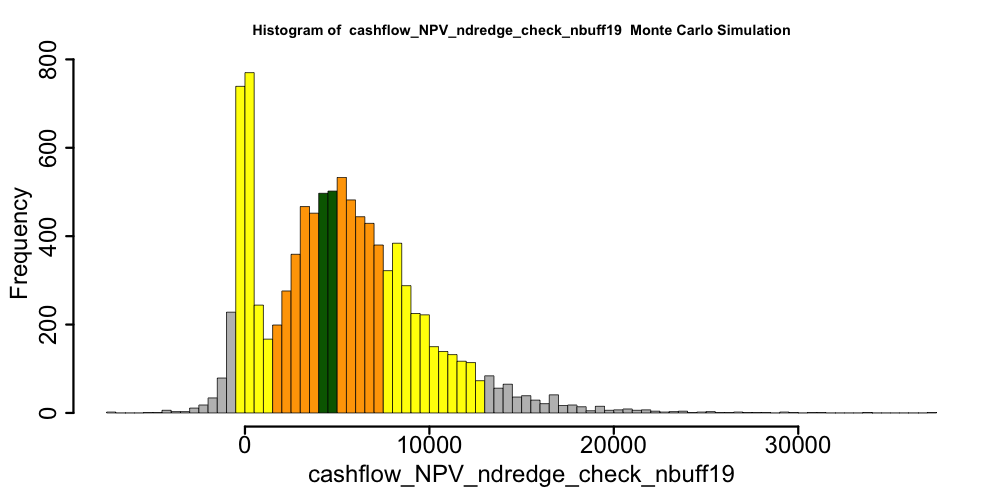 Histogram of cashflow_NPV_ndredge_check_nbuff19 Monte Carlo Simulation
Frequency
800
600
400
200
0
0 10000 20000 30000
cashflow_NPV_ndredge_check_nbuff19